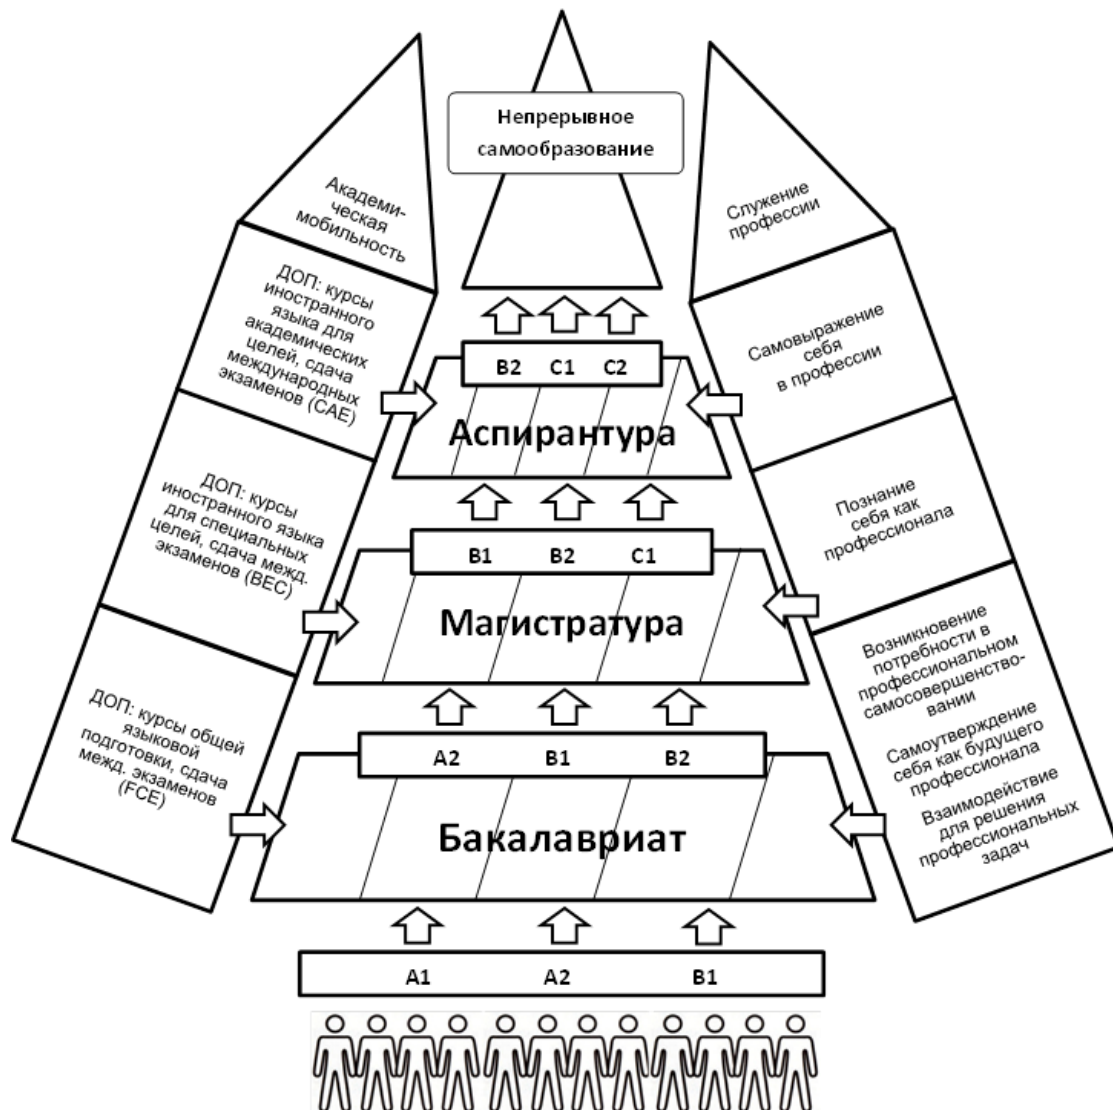 Непрерывное
самообразование
Академи-
ческая
мобильность
ДОП: курсы
иностранного
языка для
академических
целей, сдача
международных
экзаменов (CAE)
ДОП: курсы
иностранного языка
для специальных
целей, сдача межд.
экзаменов (BEC)
ДОП: курсы общей
языковой
подготовки, сдача
межд. экзаменов
(FCE)
B2 C1 C2
Аспирантура
B1 B2 C1
Магистратура
A2 B1 B2
Бакалавриат
A1 A2 B1
Служение
профессии
Самовыражение
себя
в профессии
Познание
себя как
профессионала
Возникновение
потребности в
профессиональном
самосовершенство-
вании
Самоутверждение
себя как будущего
профессионала
Взаимодействие
для решения
профессиональных
задач